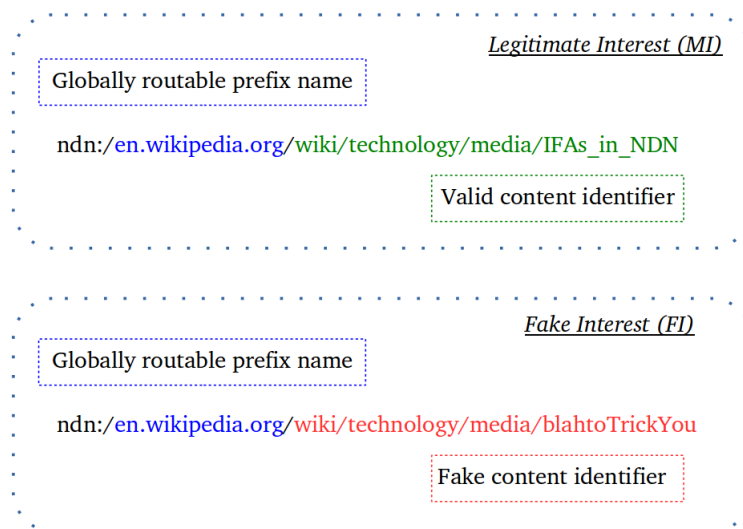 Legitimate Interest (MI)
Globally routable prefix name
ndn:/en.wikipedia.org/wiki/technology/media/IFAs_in_NDN
Valid content identifier
Fake Interest (FI)
Globally routable prefix name
ndn:/en.wikipedia.org/wiki/technology/media/blahtoTrickYou
Fake content identifier